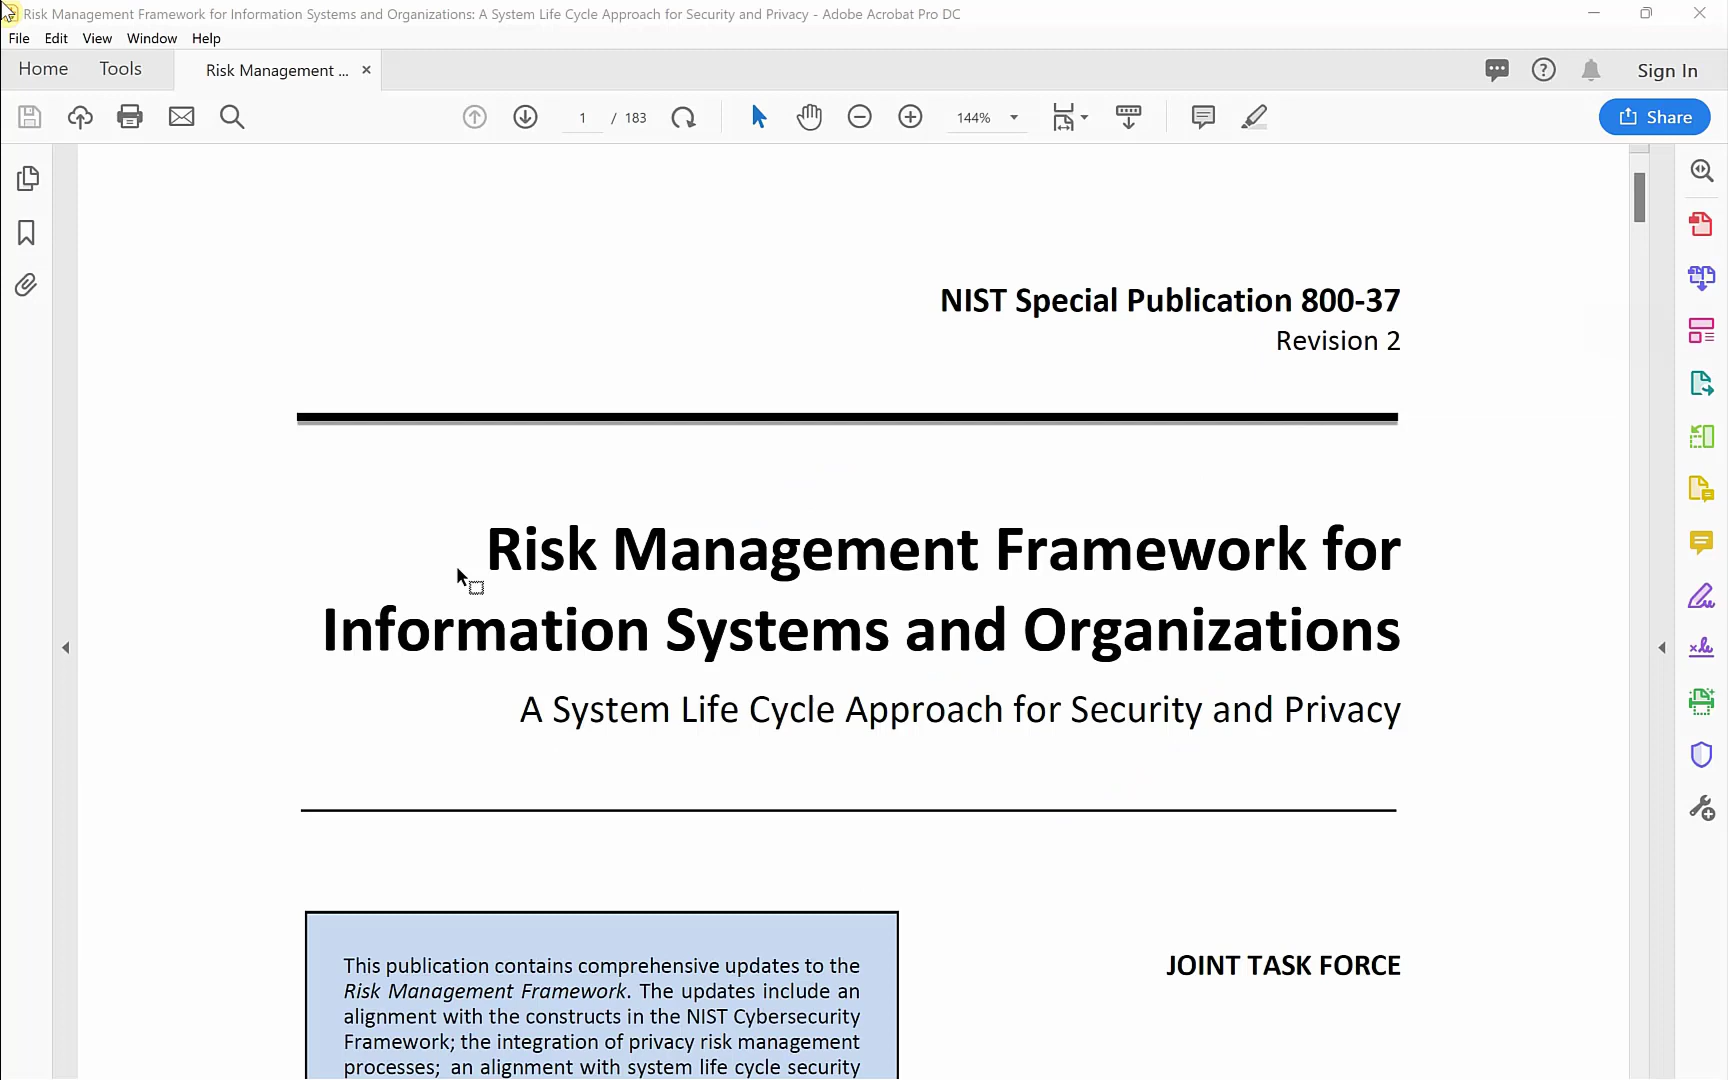 Risk Management Framework for Information Systems and Organizations: A System Life Cycle Approach for Security and Privacy - Adobe Acrobat Pro DC
File Edit View Window Help
Home Tools Risk Management ... × Sign In
1 / 183 144% Share
NIST Special Publication 800-37
Revision 2
Risk Management Framework for
Information Systems and Organizations
A System Life Cycle Approach for Security and Privacy
This publication contains comprehensive updates to the
Risk Management Framework. The updates include an
alignment with the constructs in the NIST Cybersecurity
Framework; the integration of privacy risk management
processes; an alignment with system life cycle security
JOINT TASK FORCE